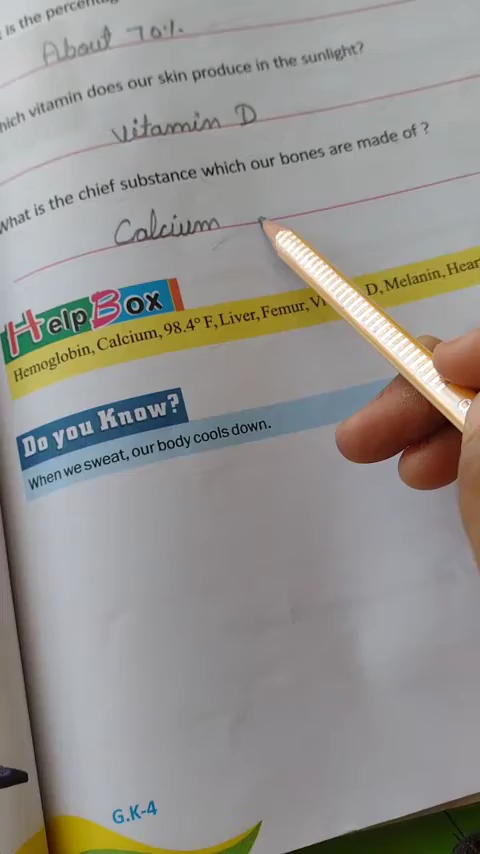 is the percentag
About 70%
hich vitamin does our skin produce in the sunlight?
Vitamin D
What is the chief substance which our bones are made of ?
Calcium
HelpBox
Hemoglobin, Calcium, 98.4° F, Liver, Femur, Vi D, Melanin, Hear
Do you Know?
When we sweat, our body cools down.
G.K-4